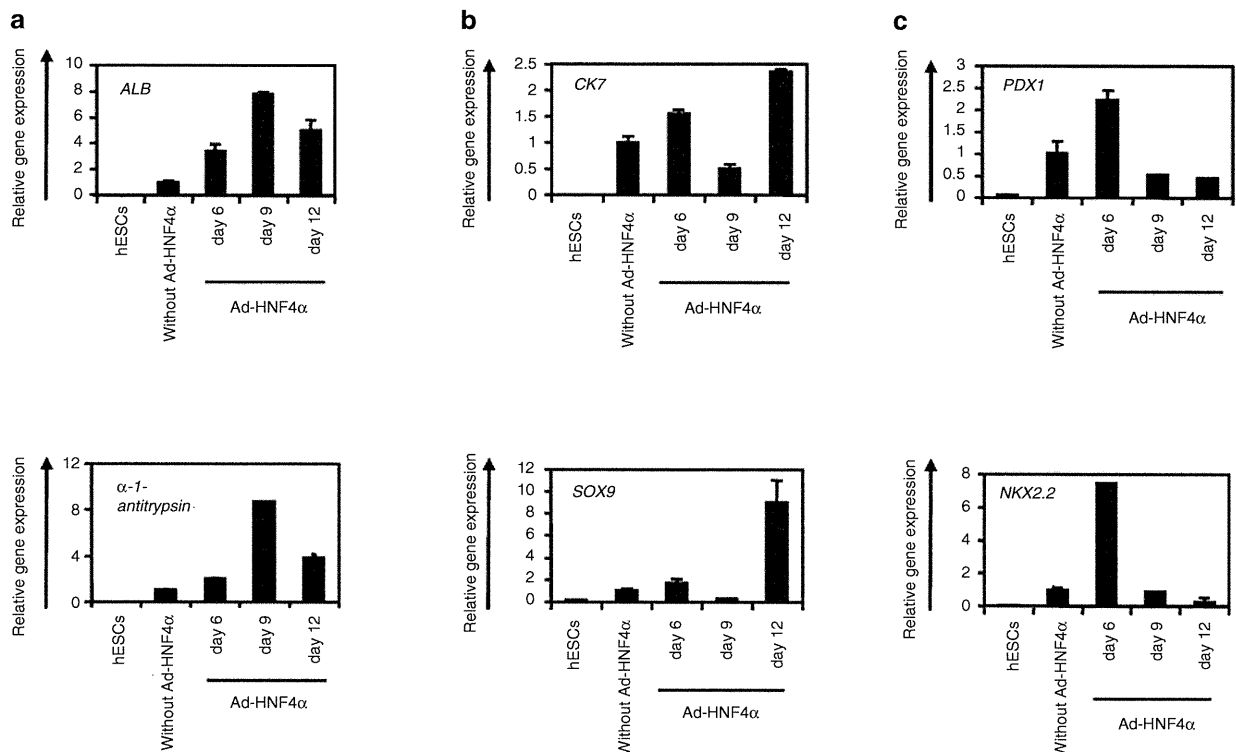 a
Relative gene expression
ALB
10
8
6
4
2
0
hESCs
Without Ad-HNF4α
day 6
day 9
day 12
Ad-HNF4α
α-1-
antitrypsin
Relative gene expression
12
8
4
0
hESCs
Without Ad-HNF4α
day 6
day 9
day 12
Ad-HNF4α
b
Relative gene expression
CK7
2.5
2
1.5
1
0.5
0
hESCs
Without Ad-HNF4α
day 6
day 9
day 12
Ad-HNF4α
Relative gene expression
SOX9
12
10
8
6
4
2
0
hESCs
Without Ad-HNF4α
day 6
day 9
day 12
Ad-HNF4α
c
Relative gene expression
PDX1
3
2.5
2
1.5
1
0.5
0
hESCs
Without Ad-HNF4α
day 6
day 9
day 12
Ad-HNF4α
Relative gene expression
NKX2.2
8
6
4
2
0
hESCs
Without Ad-HNF4α
day 6
day 9
day 12
Ad-HNF4α